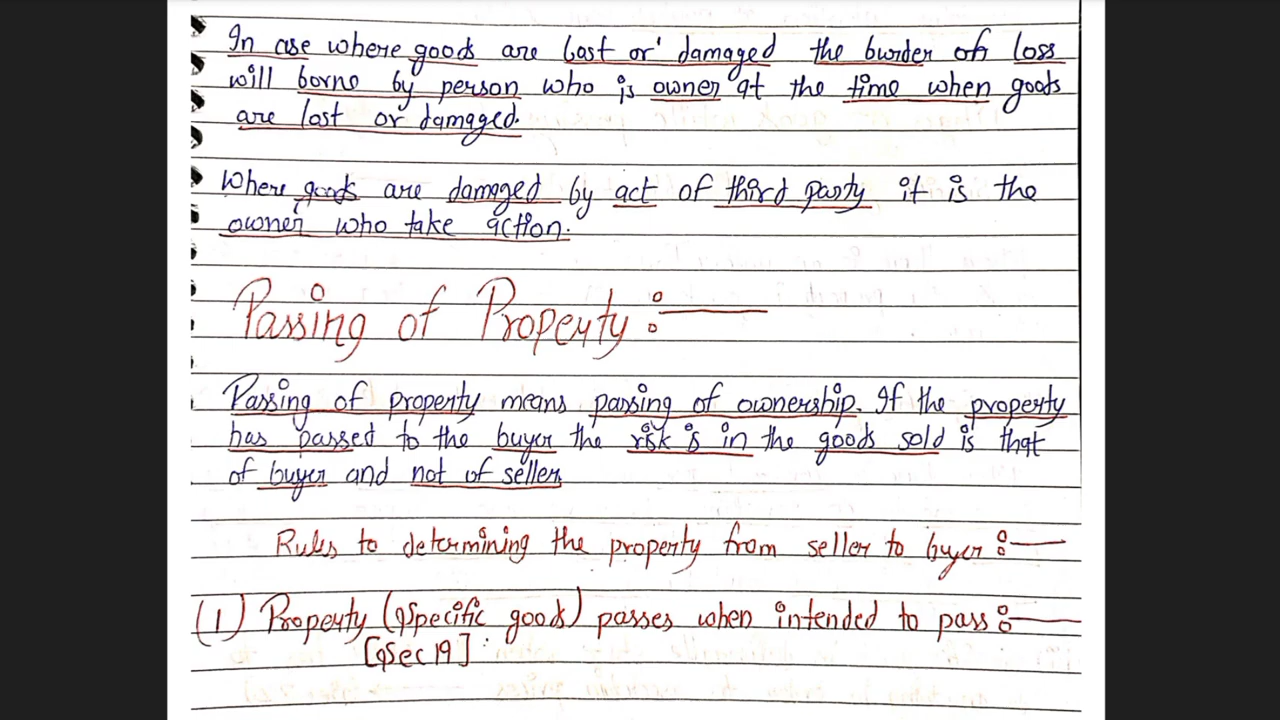 In case where goods are lost or damaged the burden of loss
will borne by person who is owner at the time when goods
are lost or damaged.
Where goods are damaged by act of third party it is the
owner who take action.
Passing of Property :-
Passing of property means passing of ownership. If the property
has passed to the buyer the risk is in the goods sold is that
of buyer and not of seller.
Rules to determining the property from seller to buyer :-
(1) Property (Specific goods) passes when intended to pass :-
[Sec 19]